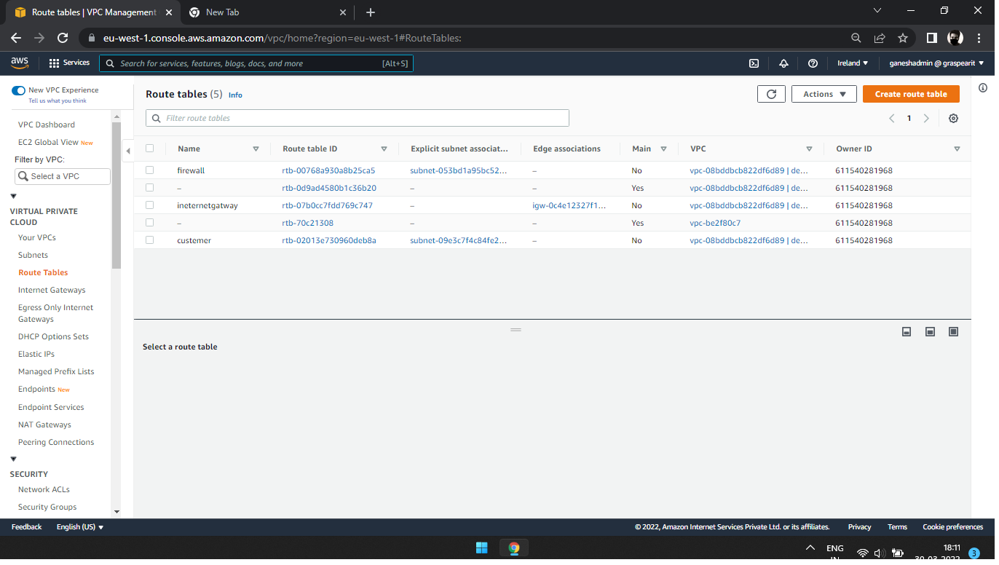 Route tables | VPC Management
New Tab
eu-west-1.console.aws.amazon.com/vpc/home?region=eu-west-1#RouteTables:
aws
Services
Search for services, features, blogs, docs, and more
[Alt+S]
Ireland
ganeshadmin @ graspearit
New VPC Experience
Tell us what you think
VPC Dashboard
EC2 Global View New
Filter by VPC:
Select a VPC
VIRTUAL PRIVATE
CLOUD
Your VPCs
Subnets
Route Tables
Internet Gateways
Egress Only Internet
Gateways
DHCP Options Sets
Elastic IPs
Managed Prefix Lists
Endpoints New
Endpoint Services
NAT Gateways
Peering Connections
SECURITY
Network ACLs
Security Groups
Route tables (5) Info
Actions
Create route table
Filter route tables
1
Name Route table ID Explicit subnet associat... Edge associations Main VPC Owner ID
firewall rtb-00768a930a8b25ca5 subnet-053bd1a95bc52... – No vpc-08bddbcb822df6d89 | de... 611540281968
– rtb-0d9ad4580b1c36b20 – – Yes vpc-08bddbcb822df6d89 | de... 611540281968
ineternetgatway rtb-07b0cc7fdd769c747 – igw-0c4e12327f1... No vpc-08bddbcb822df6d89 | de... 611540281968
– rtb-70c21308 – – Yes vpc-be2f80c7 611540281968
custemer rtb-02013e730960deb8a subnet-09e3c7f4c84fe2... – No vpc-08bddbcb822df6d89 | de... 611540281968
Select a route table
Feedback
English (US)
© 2022, Amazon Internet Services Private Ltd. or its affiliates.
Privacy
Terms
Cookie preferences
ENG
IN
18:11
30-03-2022
3